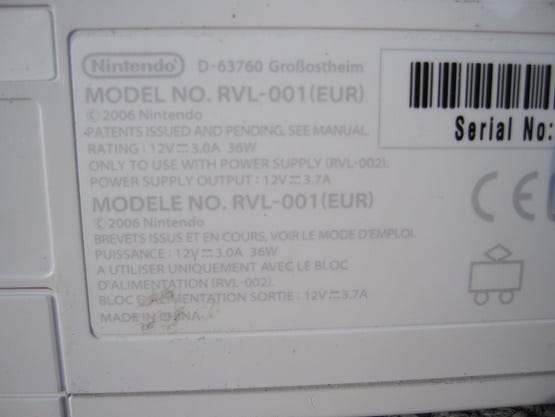 Nintendo D-63760 Großostheim
MODEL NO. RVL-001(EUR)
©2006 Nintendo
PATENTS ISSUED AND PENDING, SEE MANUAL.
RATING : 12V⎓3.0A 36W
ONLY TO USE WITH POWER SUPPLY (RVL-002).
POWER SUPPLY OUTPUT : 12V⎓3.7A
MODELE NO. RVL-001(EUR)
©2006 Nintendo
BREVETS ISSUS ET EN COURS, VOIR LE MODE D'EMPLOI.
PUISSANCE : 12V⎓3.0A 36W
A UTILISER UNIQUEMENT AVEC LE BLOC
D'ALIMENTATION (RVL-002).
BLOC D'ALIMENTATION SORTIE : 12V⎓3.7A
MADE IN CHINA
Serial No:
CE